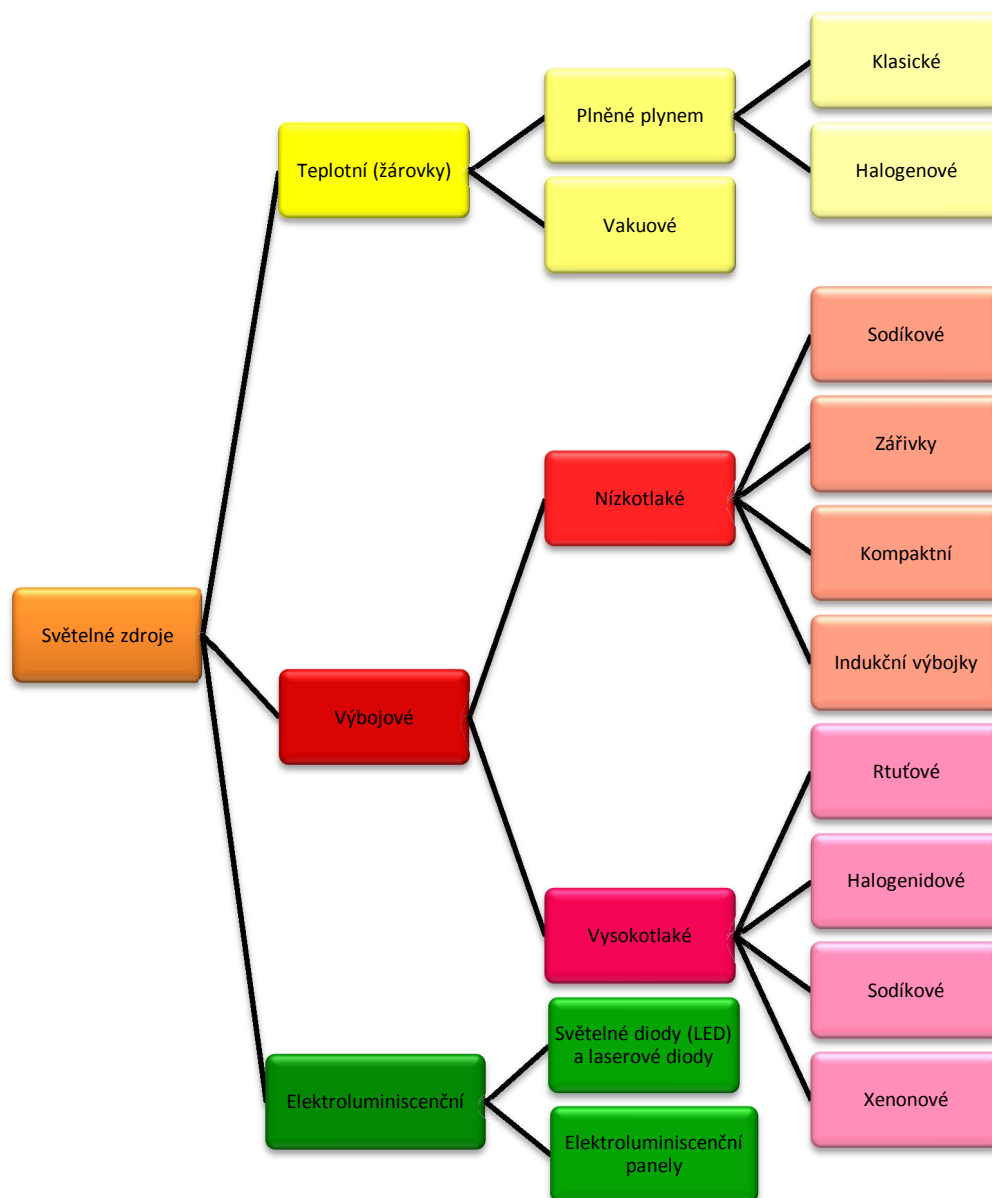 Světelné zdroje
Teplotní (žárovky)
Plněné plynem
Klasické
Halogenové
Vakuové
Výbojové
Nízkotlaké
Sodíkové
Zářivky
Kompaktní
Indukční výbojky
Vysokotlaké
Rtuťové
Halogenidové
Sodíkové
Xenonové
Elektroluminiscenční
Světelné diody (LED)
a laserové diody
Elektroluminiscenční
panely